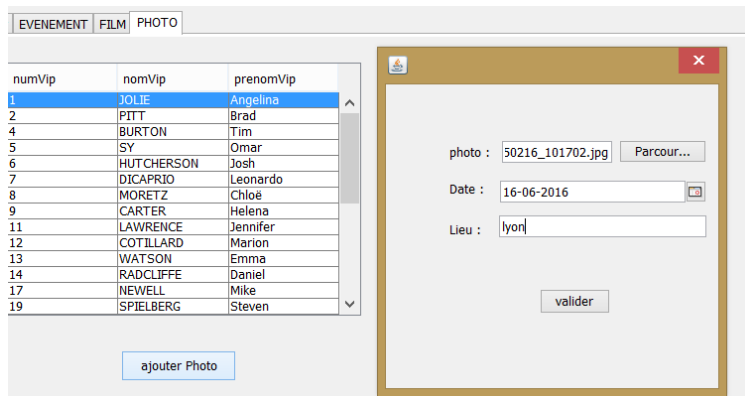 EVENEMENT FILM PHOTO
numVip nomVip prenomVip
1 JOLIE Angelina
2 PITT Brad
4 BURTON Tim
5 SY Omar
6 HUTCHERSON Josh
7 DICAPRIO Leonardo
8 MORETZ Chloë
9 CARTER Helena
11 LAWRENCE Jennifer
12 COTILLARD Marion
13 WATSON Emma
14 RADCLIFFE Daniel
17 NEWELL Mike
19 SPIELBERG Steven
ajouter Photo
photo : 50216_101702.jpg Parcour...
Date : 16-06-2016
Lieu : lyon
valider